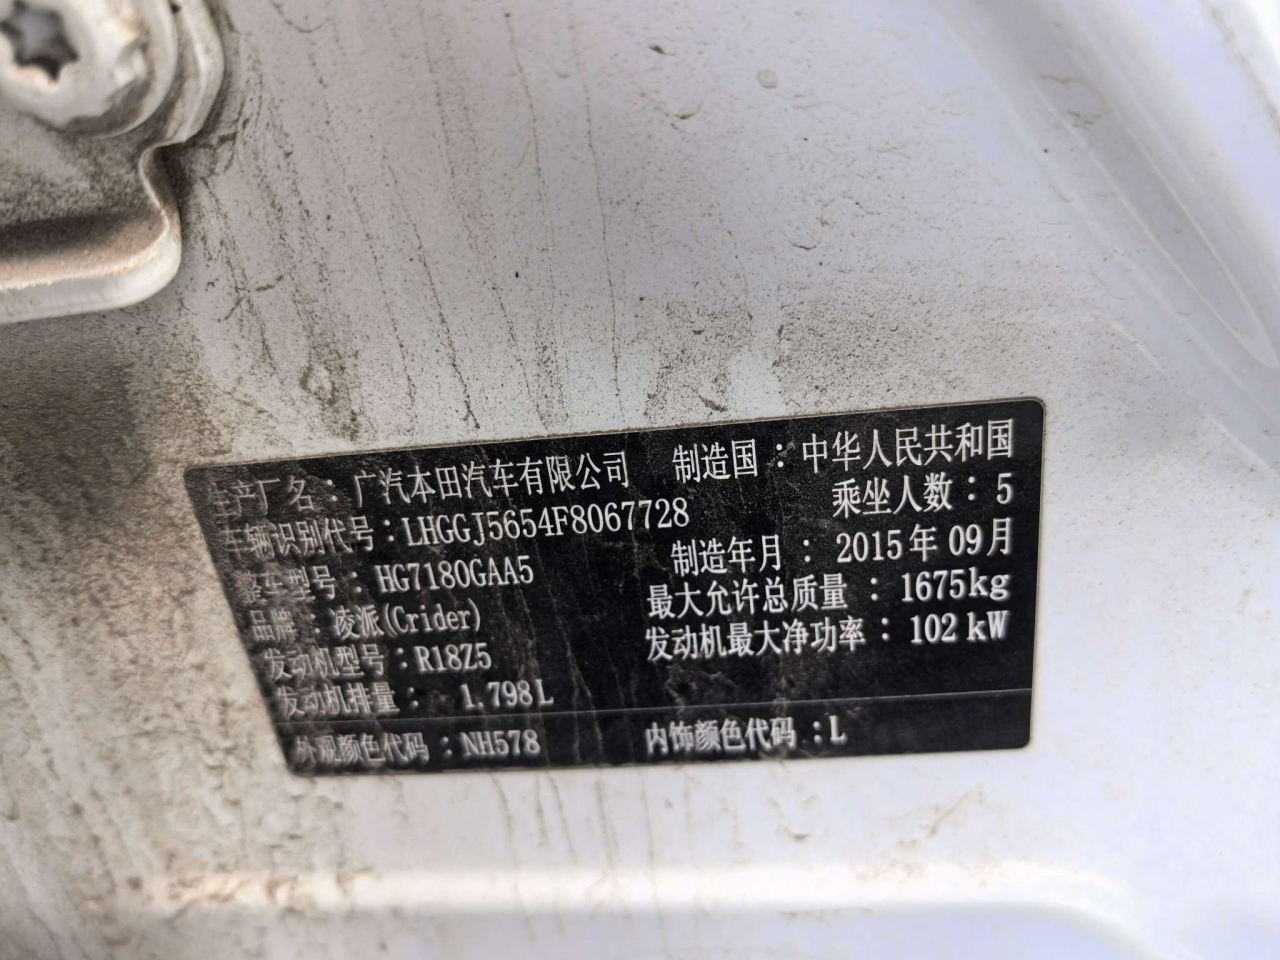 生产厂名：广汽本田汽车有限公司 制造国：中华人民共和国
车辆识别代号：LHGGJ5654F8067728 乘坐人数：5
整车型号：HG7180GAA5 制造年月：2015年09月
品牌：凌派(Crider) 最大允许总质量：1675kg
发动机型号：R18Z5 发动机最大净功率：102kW
发动机排量：1.798L
外观颜色代码：NH578 内饰颜色代码：L